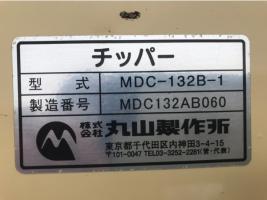 チッパー
型式 MDC-132B-1
製造番号 MDC132AB060
株式会社 丸山製作所
東京都千代田区内神田3-4-15
〒101-0047 TEL03-3252-2281(営・代表)